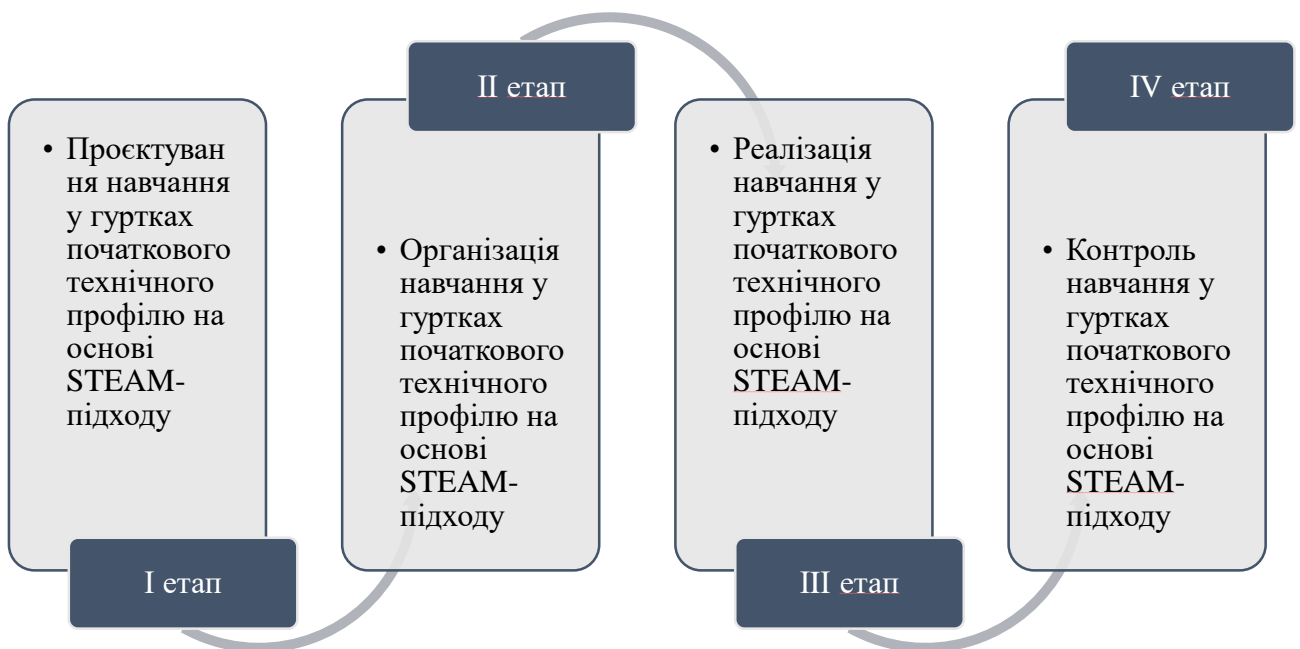 I етап
• Проєктуван
ня навчання
у гуртках
початкового
технічного
профілю на
основі
STEAM-
підходу
II етап
• Організація
навчання у
гуртках
початкового
технічного
профілю на
основі
STEAM-
підходу
III етап
• Реалізація
навчання у
гуртках
початкового
технічного
профілю на
основі
STEAM-
підходу
IV етап
• Контроль
навчання у
гуртках
початкового
технічного
профілю на
основі
STEAM-
підходу